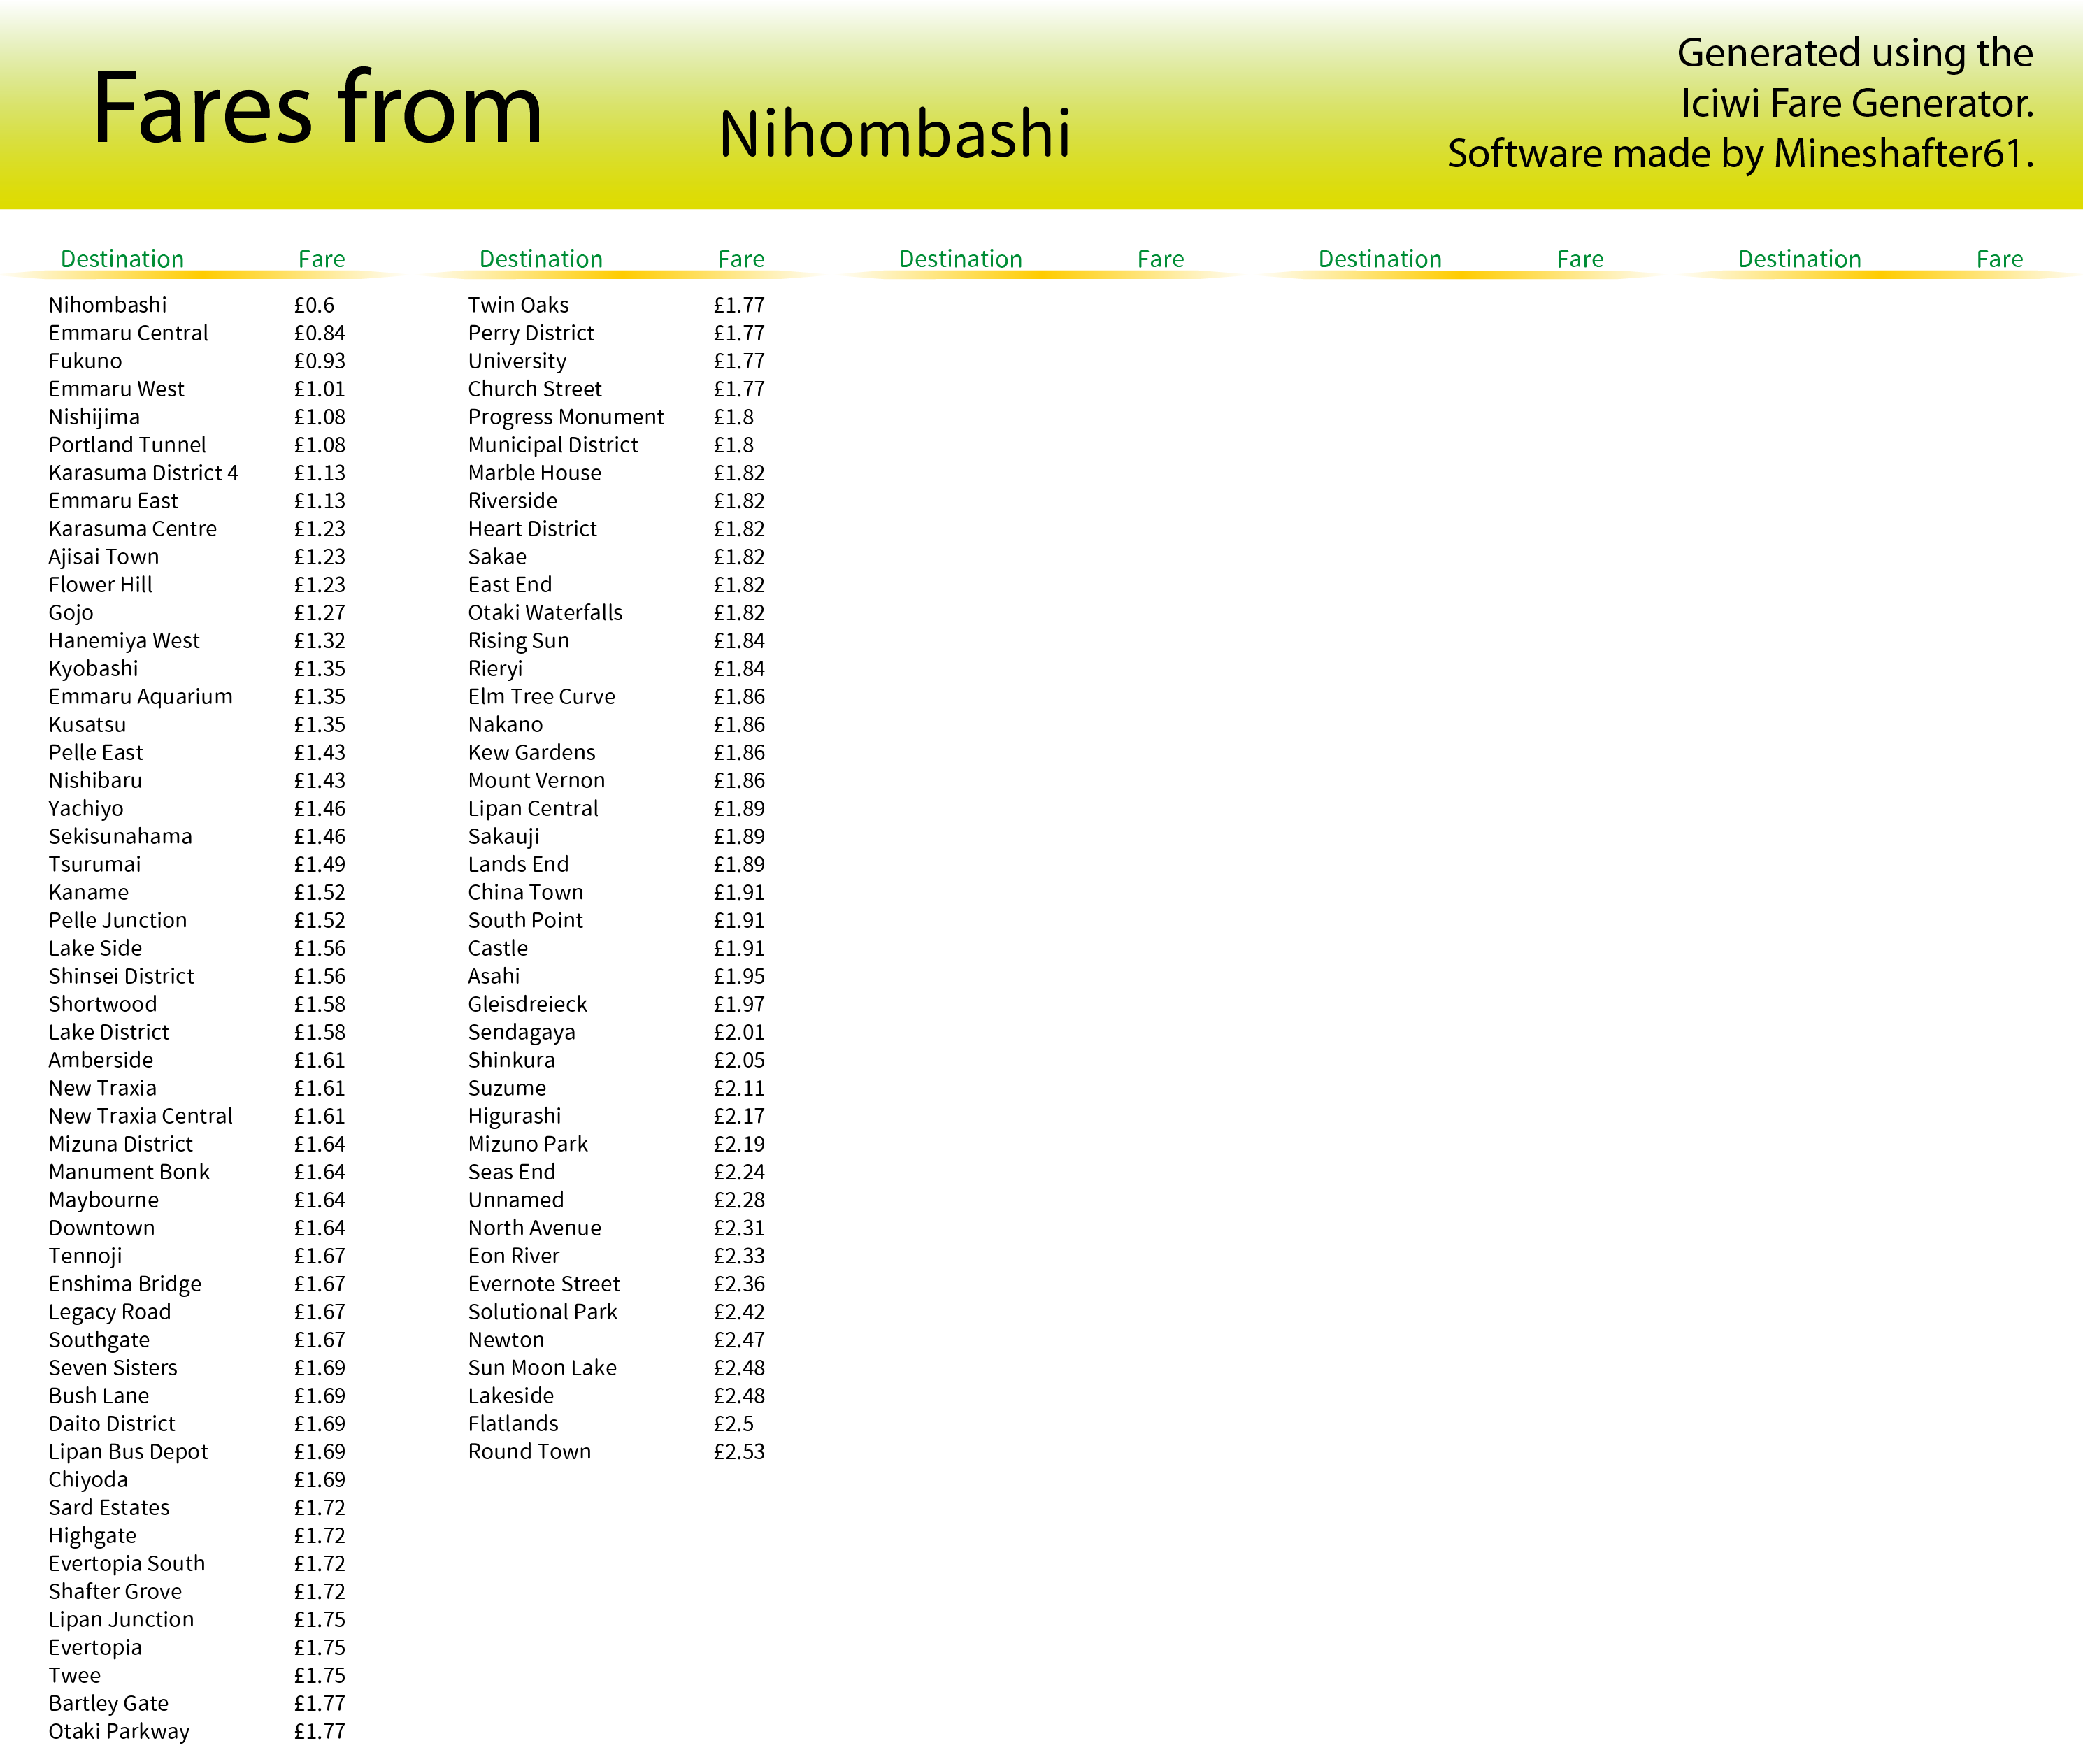 Fares from Nihombashi
Generated using the
Iciwi Fare Generator.
Software made by Mineshafter61.
Destination Fare Destination Fare Destination Fare Destination Fare Destination Fare
Nihombashi £0.6
Emmaru Central £0.84
Fukuno £0.93
Emmaru West £1.01
Nishijima £1.08
Portland Tunnel £1.08
Karasuma District 4 £1.13
Emmaru East £1.13
Karasuma Centre £1.23
Ajisai Town £1.23
Flower Hill £1.23
Gojo £1.27
Hanemiya West £1.32
Kyobashi £1.35
Emmaru Aquarium £1.35
Kusatsu £1.35
Pelle East £1.43
Nishibaru £1.43
Yachiyo £1.46
Sekisunahama £1.46
Tsurumai £1.49
Kaname £1.52
Pelle Junction £1.52
Lake Side £1.56
Shinsei District £1.56
Shortwood £1.58
Lake District £1.58
Amberside £1.61
New Traxia £1.61
New Traxia Central £1.61
Mizuna District £1.64
Manument Bonk £1.64
Maybourne £1.64
Downtown £1.64
Tennoji £1.67
Enshima Bridge £1.67
Legacy Road £1.67
Southgate £1.67
Seven Sisters £1.69
Bush Lane £1.69
Daito District £1.69
Lipan Bus Depot £1.69
Chiyoda £1.69
Sard Estates £1.72
Highgate £1.72
Evertopia South £1.72
Shafter Grove £1.72
Lipan Junction £1.75
Evertopia £1.75
Twee £1.75
Bartley Gate £1.77
Otaki Parkway £1.77
Twin Oaks £1.77
Perry District £1.77
University £1.77
Church Street £1.77
Progress Monument £1.8
Municipal District £1.8
Marble House £1.82
Riverside £1.82
Heart District £1.82
Sakae £1.82
East End £1.82
Otaki Waterfalls £1.82
Rising Sun £1.84
Rieryi £1.84
Elm Tree Curve £1.86
Nakano £1.86
Kew Gardens £1.86
Mount Vernon £1.86
Lipan Central £1.89
Sakauji £1.89
Lands End £1.89
China Town £1.91
South Point £1.91
Castle £1.91
Asahi £1.95
Gleisdreieck £1.97
Sendagaya £2.01
Shinkura £2.05
Suzume £2.11
Higurashi £2.17
Mizuno Park £2.19
Seas End £2.24
Unnamed £2.28
North Avenue £2.31
Eon River £2.33
Evernote Street £2.36
Solutional Park £2.42
Newton £2.47
Sun Moon Lake £2.48
Lakeside £2.48
Flatlands £2.5
Round Town £2.53